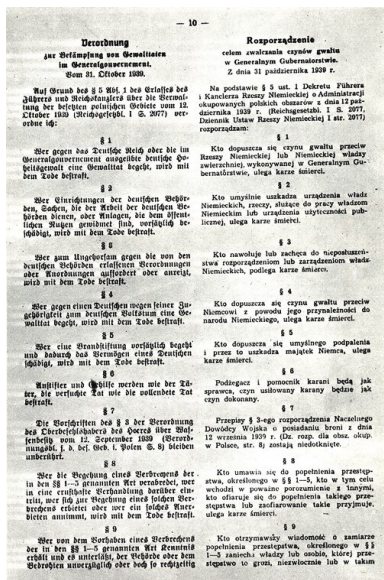 — 10 —
Verordnung
zur Bekämpfung von Gewalttaten
im Generalgouvernement.
Vom 31. Oktober 1939.
Auf Grund des § 5 Abs. 1 des Erlasses des
Führers und Reichskanzlers über die Verwal-
tung der besetzten polnischen Gebiete vom 12.
Oktober 1939 (Reichsgesetzbl. I S. 2077) ver-
ordne ich:
§ 1
Wer gegen das Deutsche Reich oder die im
Generalgouvernement ausgeübte deutsche Ho-
heitsgewalt eine Gewalttat begeht, wird mit
dem Tode bestraft.
§ 2
Wer Einrichtungen der deutschen Behör-
den, Sachen, die der Arbeit der deutschen Be-
hörden dienen, oder Anlagen, die dem öffent-
lichen Nutzen gewidmet sind, vorsätzlich be-
schädigt, wird mit dem Tode bestraft.
§ 3
Wer zum Ungehorsam gegen die von den
deutschen Behörden erlassenen Verordnungen
oder Anordnungen auffordert oder anreizt,
wird mit dem Tode bestraft.
§ 4
Wer gegen einen Deutschen wegen seiner Zu-
gehörigkeit zum deutschen Volkstum eine Ge-
walttat begeht, wird mit dem Tode bestraft.
§ 5
Wer eine Brandstiftung vorsätzlich begeht
und dadurch das Vermögen eines Deutschen
schädigt, wird mit dem Tode bestraft.
§ 6
Anstifter und Gehilfe werden wie der Tä-
ter, die versuchte Tat wie die vollendete Tat
bestraft.
§ 7
Die Vorschriften des § 3 der Verordnung
des Oberbefehlshabers des Heeres über Waf-
fenbesitz vom 12. September 1939 (Verord-
nungsbl. f. d. bes. Geb. i. Polen S. 8) bleiben
unberührt.
§ 8
Wer die Begehung eines Verbrechens der
in den §§ 1—5 genannten Art verabredet, wer
in eine ernsthafte Verhandlung darüber ein-
tritt, wer sich zur Begehung eines solchen Ver-
brechens erbietet oder wer ein solches Aner-
bieten annimmt, wird mit dem Tode bestraft.
§ 9
Wer von dem Vorhaben eines Verbrechens
der in den §§ 1—5 genannten Art Kenntnis
erhält und es unterläßt, der Behörde oder dem
Bedrohten unverzüglich oder doch so rechtzeitig
Rozporządzenie
celem zwalczania czynów gwałtu
w Generalnym Gubernatorstwie.
Z dnia 31 października 1939 r.
Na podstawie § 5 ust. 1 Dekretu Führera
i Kanclerza Rzeszy Niemieckiej o Administracji
okupowanych polskich obszarów z dnia 12 paź-
dziernika 1939 r. (Reichsgesetzbl. I S. 2077,
Dziennik Ustaw Rzeszy Niemieckiej I str. 2077)
rozporządzam:
§ 1
Kto dopuszcza się czynu gwałtu przeciw
Rzeszy Niemieckiej lub Niemieckiej władzy
zwierzchniej, wykonywanej w Generalnym Gu-
bernatorstwie, ulega karze śmierci.
§ 2
Kto umyślnie uszkadza urządzenia władz
Niemieckich, rzeczy, służące do pracy władzom
Niemieckim lub urządzenia użyteczności pub-
licznej, ulega karze śmierci.
§ 3
Kto nawołuje lub zachęca do nieposłuszeń-
stwa rozporządzeniom lub zarządzeniom władz
Niemieckich, podlega karze śmierci.
§ 4
Kto dopuszcza się czynu gwałtu przeciw
Niemcowi z powodu jego przynależności do
narodu Niemieckiego, ulega karze śmierci.
§ 5
Kto dopuszcza się umyślnego podpalenia
i przez to uszkadza majątek Niemca, ulega
karze śmierci.
§ 6
Podżegacz i pomocnik karani będą jak
sprawca, czyn usiłowany karany będzie jak
czyn dokonany.
§ 7
Przepisy § 3-ego rozporządzenia Naczelnego
Dowódcy Wojska o posiadaniu broni z dnia
12 września 1939 r. (Dz. rozp. dla obsz. okup.
w Polsce, str. 8) zostają niedotknięte.
§ 8
Kto umawia się do popełnienia przestęp-
stwa, określonego w §§ 1—5, kto w tym celu
wchodzi w poważne porozumienie z innymi,
kto ofiaruje się do popełnienia takiego prze-
stępstwa lub zaofiarowanie takie przyjmuje,
ulega karze śmierci.
§ 9
Kto otrzymawszy wiadomość o zamiarze
popełnienia przestępstwa, określonego w §§
1—5 zaniecha władzy lub osobie, której prze-
stępstwo to grozi, niezwłocznie lub w takim